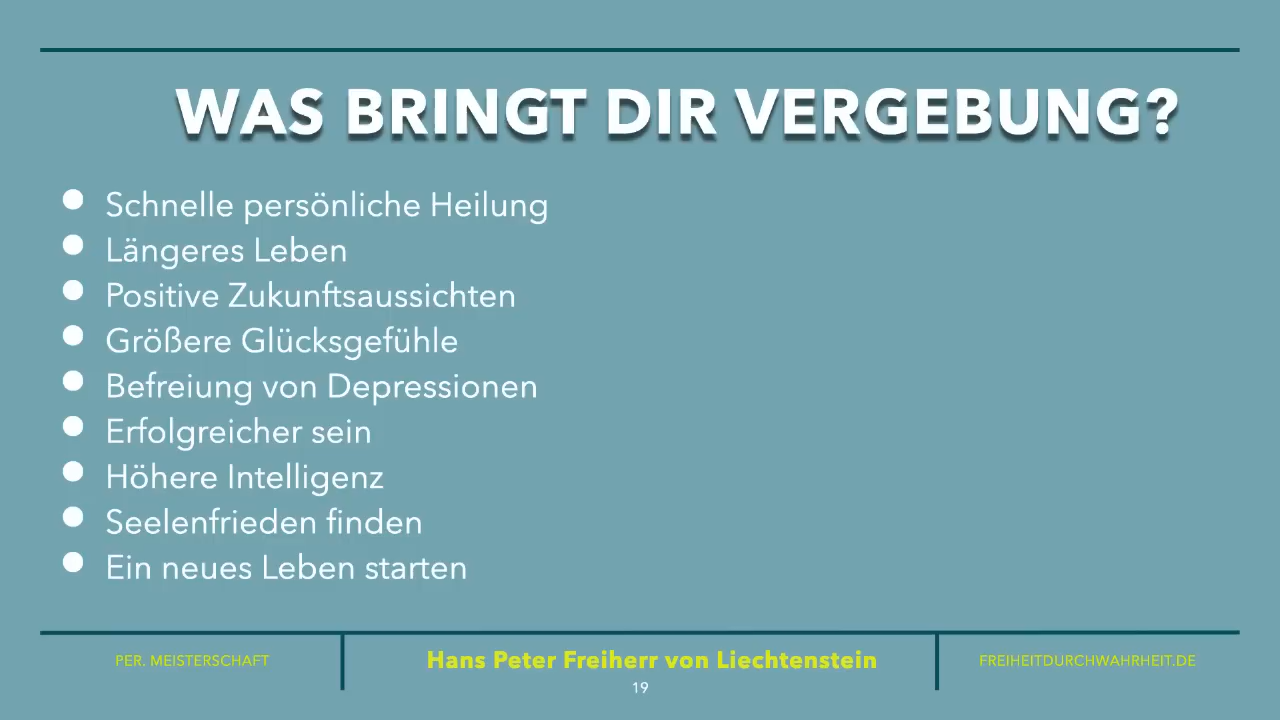 WAS BRINGT DIR VERGEBUNG?
● Schnelle persönliche Heilung
● Längeres Leben
● Positive Zukunftsaussichten
● Größere Glücksgefühle
● Befreiung von Depressionen
● Erfolgreicher sein
● Höhere Intelligenz
● Seelenfrieden finden
● Ein neues Leben starten
PER. MEISTERSCHAFT
Hans Peter Freiherr von Liechtenstein
FREIHEITDURCHWAHRHEIT.DE
19